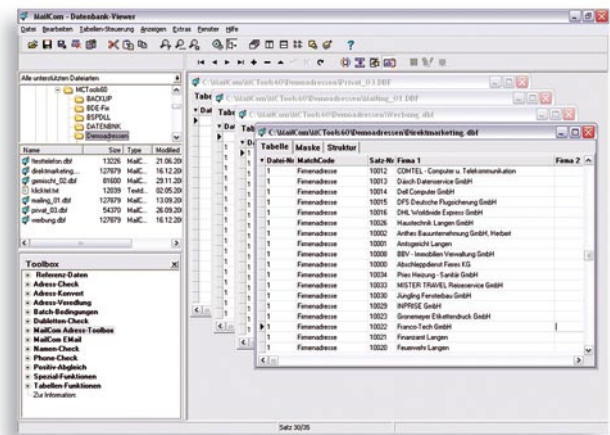 MailCom - Datenbank-Viewer
Datei Bearbeiten Tabellen-Steuerung Anzeigen Extras Fenster Hilfe
Alle unterstützten Dateiarten
MCTools60
BACKUP
BDE-Fix
BSPDLL
DATENBNK
Demoadressen
Name Size Type Modified
festtelefon.dbf 13226 MailC... 21.06.20
direktmarketing.... 127879 MailC... 16.12.20
gemischt_02.dbf 81600 MailC... 29.11.20
klicktel.txt 12039 Textd... 02.05.20
mailing_01.dbf 127879 MailC... 13.09.20
privat_03.dbf 54370 MailC... 26.09.20
werbung.dbf 127879 MailC... 16.12.20
Toolbox
Referenz-Daten
Adress-Check
Adress-Konvert
Adress-Veredlung
Batch-Bedingungen
Dubletten-Check
MailCom Adress-Toolbox
MailCom EMail
Namen-Check
Phone-Check
Positiv-Abgleich
Spezial-Funktionen
Tabellen-Funktionen
Zur Information:
C:\MailCom\MCTools60\Demoadressen\Privat_03.DBF
C:\MailCom\MCTools60\Demoadressen\Mailing_01.DBF
C:\MailCom\MCTools60\Demoadressen\Werbung.dbf
C:\MailCom\MCTools60\Demoadressen\Direktmarketing.dbf
Tabelle Maske Struktur
Datei-Nr MatchCode Satz-Nr Firma 1 Firma 2
1 Firmenadresse 10012 COMTEL - Computer u. Telekommunikation
1 Firmenadresse 10013 Däxch Datenservice GmbH
1 Firmenadresse 10014 Dell Computer GmbH
1 Firmenadresse 10015 DFS Deutsche Flugsicherung GmbH
1 Firmenadresse 10016 DHL Worldwide Express GmbH
1 Firmenadresse 10026 Haustechnik Langen GmbH
1 Firmenadresse 10002 Anthes Bauunternehmung GmbH, Herbert
1 Firmenadresse 10001 Amtsgericht Langen
1 Firmenadresse 10008 BBV - Immobilien Verwaltung GmbH
1 Firmenadresse 10000 Abschleppdienst Fieres KG
1 Firmenadresse 10034 Pries Heizung - Sanitär GmbH
1 Firmenadresse 10033 MISTER TRAVEL Reiseservice GmbH
1 Firmenadresse 10030 Jüngling Fensterbau GmbH
1 Firmenadresse 10029 INPRISE GmbH
1 Firmenadresse 10023 Gronemeyer Etikettendruck GmbH
1 Firmenadresse 10022 Franco-Tech GmbH
1 Firmenadresse 10021 Finanzamt Langen
1 Firmenadresse 10020 Feuerwehr Langen
Satz 30/35